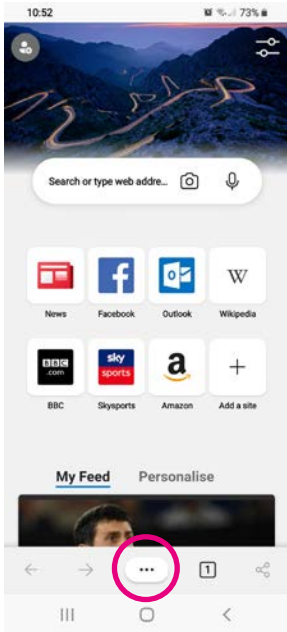 10:52 73%
Search or type web addre...
W
News Facebook Outlook Wikipedia
BBC .com sky sports a
BBC Skysports Amazon Add a site
My Feed Personalise
1